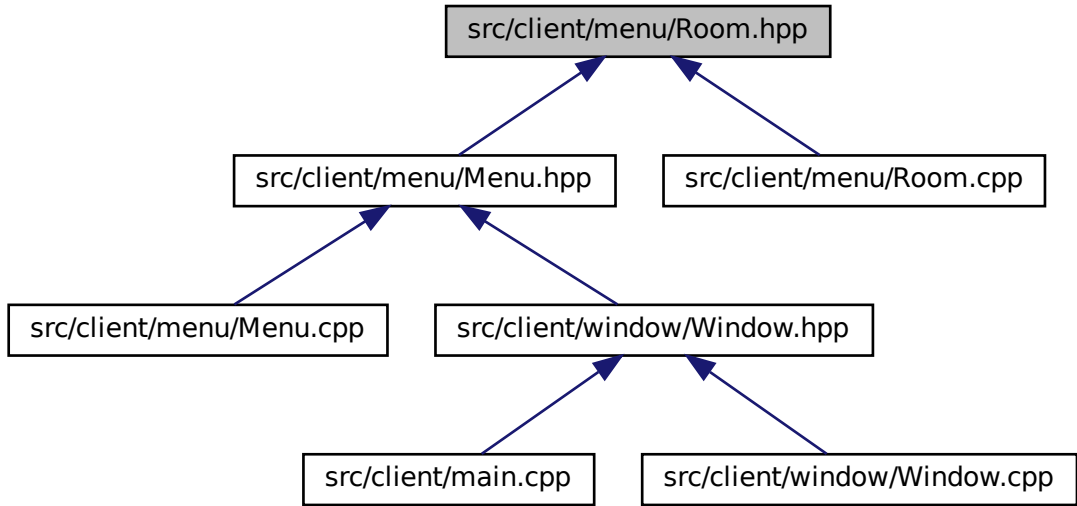 src/client/menu/Room.hpp
src/client/menu/Menu.hpp
src/client/menu/Room.cpp
src/client/menu/Menu.cpp
src/client/window/Window.hpp
src/client/main.cpp
src/client/window/Window.cpp